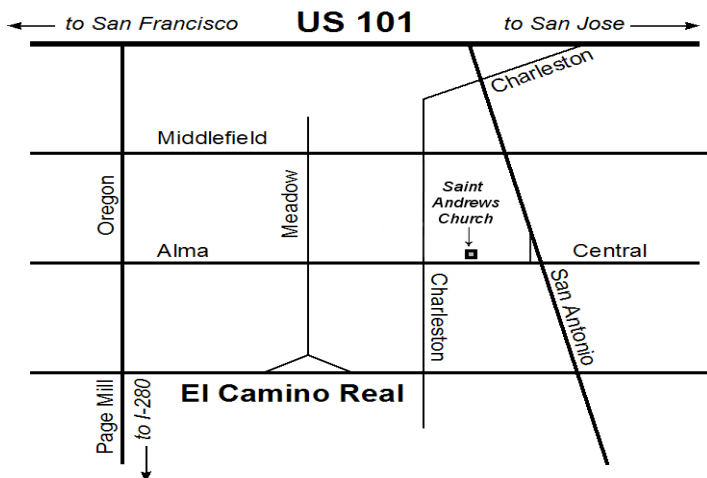 to San Francisco
US 101
to San Jose
Charleston
Middlefield
Oregon
Meadow
Saint
Andrews
Church
Alma
Central
Charleston
San Antonio
El Camino Real
Page Mill
to I-280